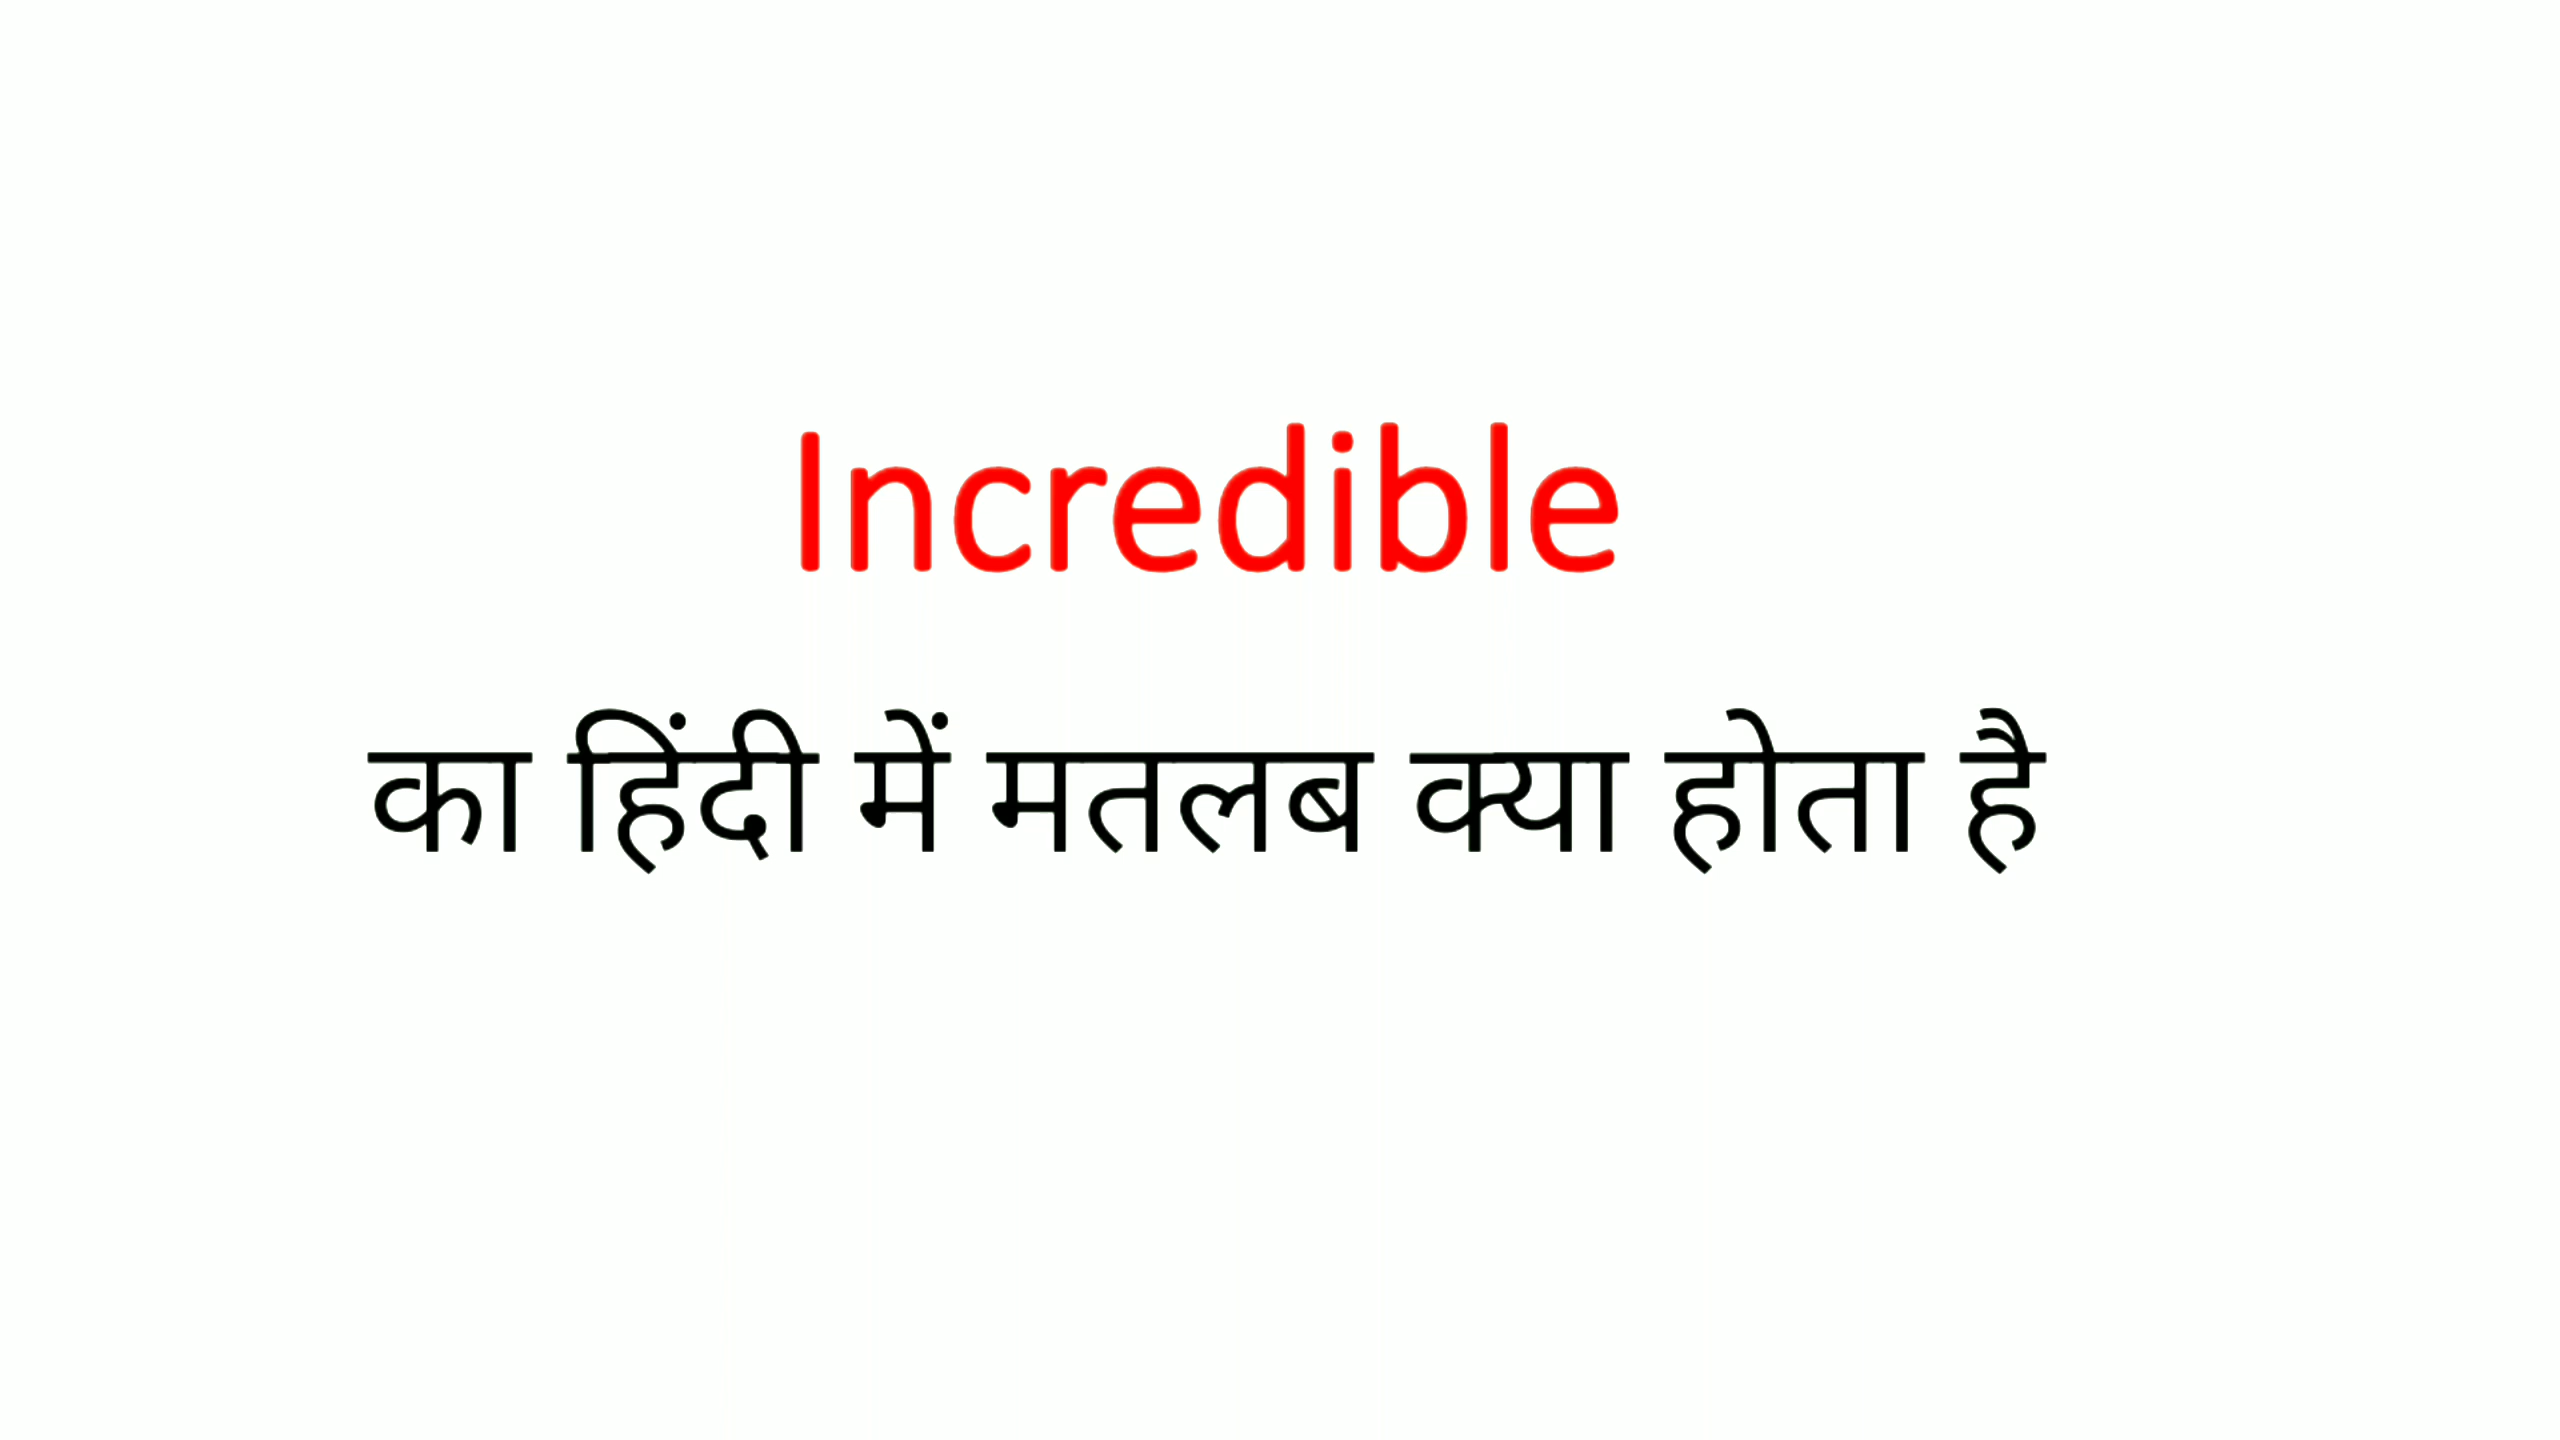 Incredible
का हिंदी में मतलब क्या होता है